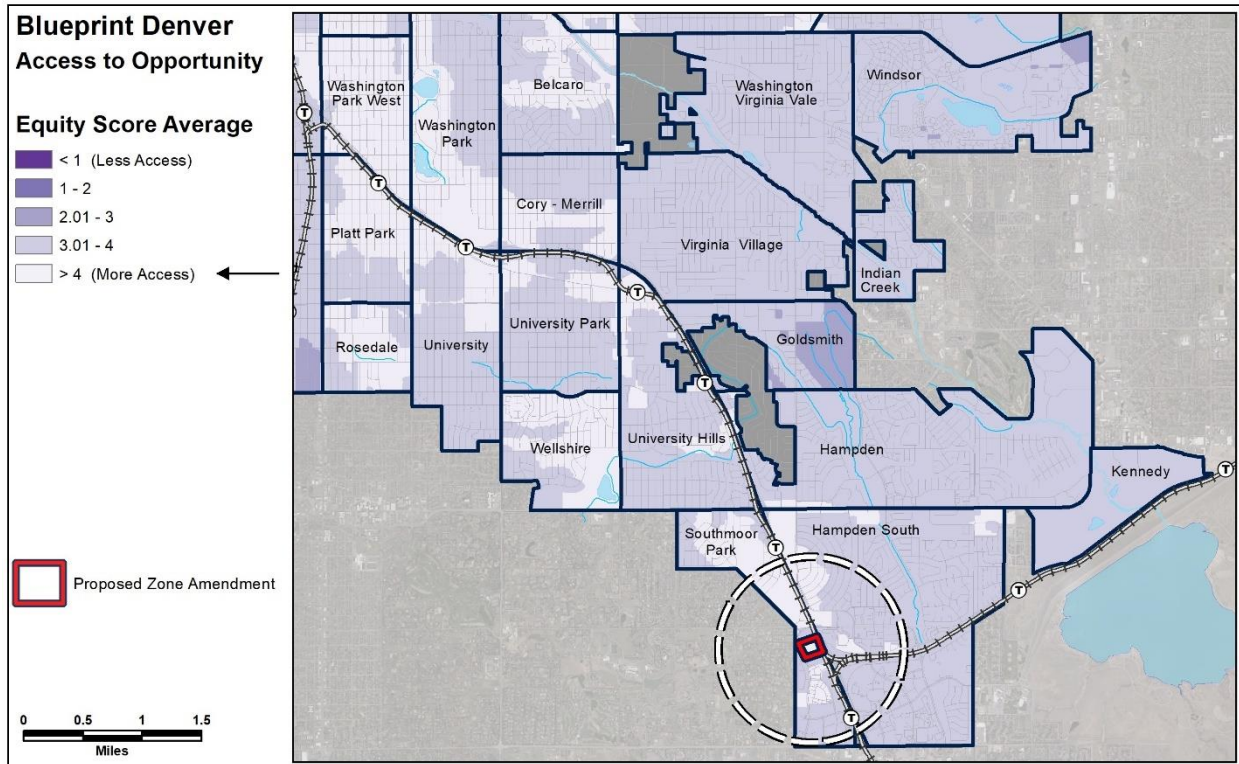 Blueprint Denver
Access to Opportunity
Equity Score Average
< 1 (Less Access)
1 - 2
2.01 - 3
3.01 - 4
> 4 (More Access)
Proposed Zone Amendment
0 0.5 1 1.5
Miles
Washington
Park West
Washington
Park
Belcaro
Washington
Virginia Vale
Windsor
T
T
Platt Park
Cory - Merrill
Virginia Village
Indian
Creek
T
T
Rosedale
University
University Park
Goldsmith
T
Wellshire
University Hills
Hampden
Kennedy
T
Southmoor
Park
Hampden South
T
T
T